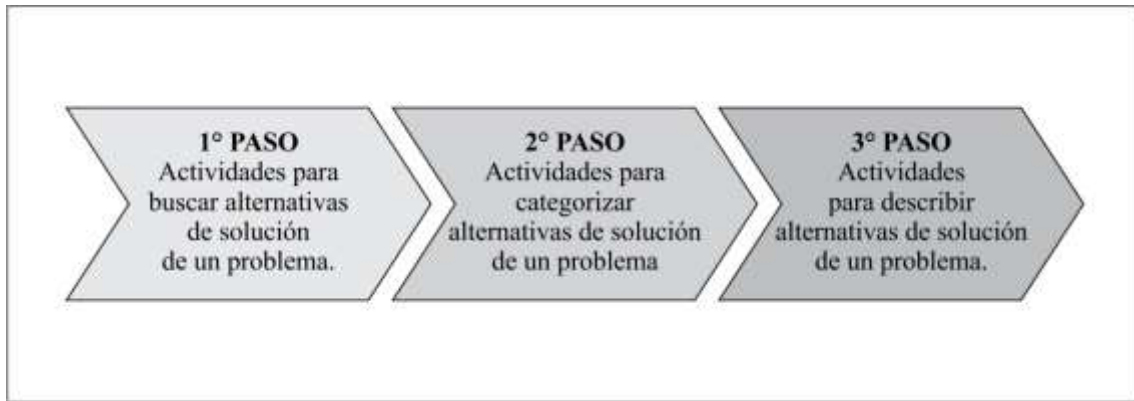 1° PASO
Actividades para
buscar alternativas
de solución
de un problema.
2° PASO
Actividades para
categorizar
alternativas de solución
de un problema
3° PASO
Actividades
para describir
alternativas de solución
de un problema.